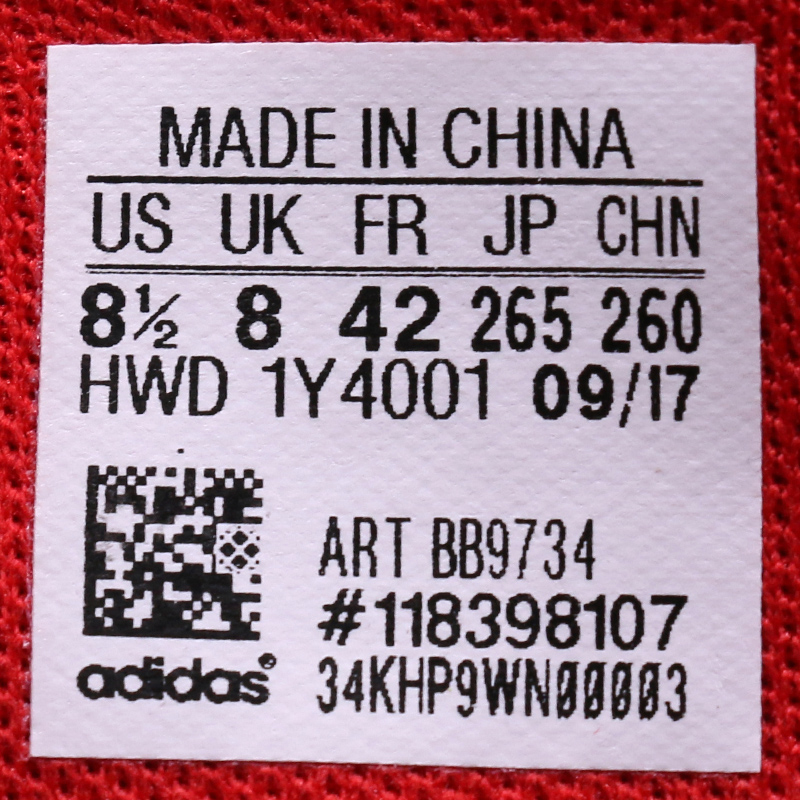 MADE IN CHINA
US UK FR JP CHN
8½ 8 42 265 260
HWD 1Y4001 09/17
ART BB9734
#118398107
adidas®
34KHP9WN00003